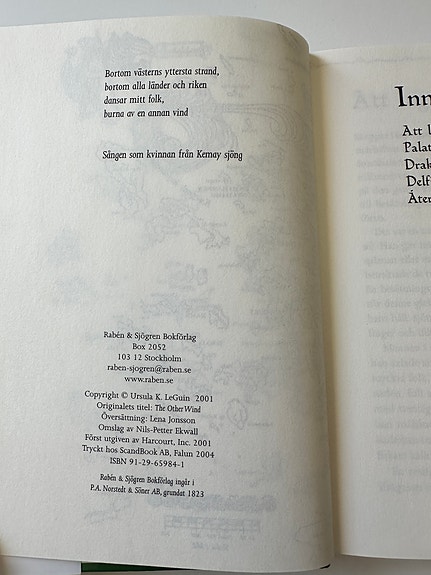 Bortom västerns yttersta strand,
bortom alla länder och riken
dansar mitt folk,
burna av en annan vind
Sången som kvinnan från Kemay sjöng
Rabén & Sjögren Bokförlag
Box 2052
103 12 Stockholm
raben-sjogren@raben.se
www.raben.se
Copyright © Ursula K. LeGuin 2001
Originalets titel: The Other Wind
Översättning: Lena Jonsson
Omslag av Nils-Petter Ekwall
Först utgiven av Harcourt, Inc. 2001
Tryckt hos ScandBook AB, Falun 2004
ISBN 91-29-65984-1
Rabén & Sjögren Bokförlag ingår i
P.A. Norstedt & Söner AB, grundat 1823
Inn
Att l
Palat
Drak
Delf
Åter